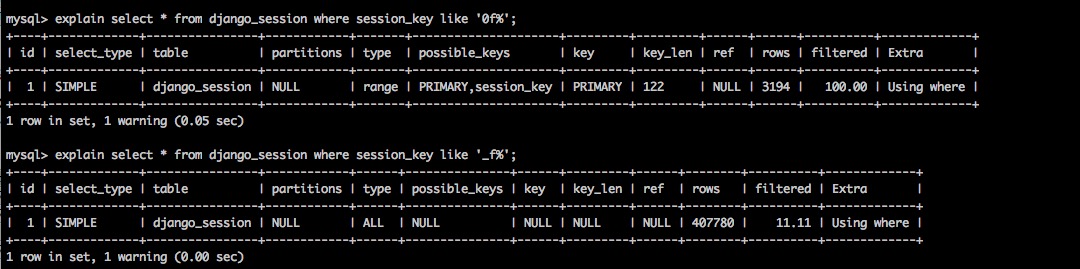 mysql> explain select * from django_session where session_key like '0f%';
+----+-------------+----------------+------------+-------+---------------------+---------+---------+------+------+----------+-------------+
| id | select_type | table          | partitions | type  | possible_keys       | key     | key_len | ref  | rows | filtered | Extra       |
+----+-------------+----------------+------------+-------+---------------------+---------+---------+------+------+----------+-------------+
|  1 | SIMPLE      | django_session | NULL       | range | PRIMARY,session_key | PRIMARY | 122     | NULL | 3194 |   100.00 | Using where |
+----+-------------+----------------+------------+-------+---------------------+---------+---------+------+------+----------+-------------+
1 row in set, 1 warning (0.05 sec)
mysql> explain select * from django_session where session_key like '_f%';
+----+-------------+----------------+------------+------+---------------+------+---------+------+--------+----------+-------------+
| id | select_type | table          | partitions | type | possible_keys | key  | key_len | ref  | rows   | filtered | Extra       |
+----+-------------+----------------+------------+------+---------------+------+---------+------+--------+----------+-------------+
|  1 | SIMPLE      | django_session | NULL       | ALL  | NULL          | NULL | NULL    | NULL | 407780 |    11.11 | Using where |
+----+-------------+----------------+------------+------+---------------+------+---------+------+--------+----------+-------------+
1 row in set, 1 warning (0.00 sec)